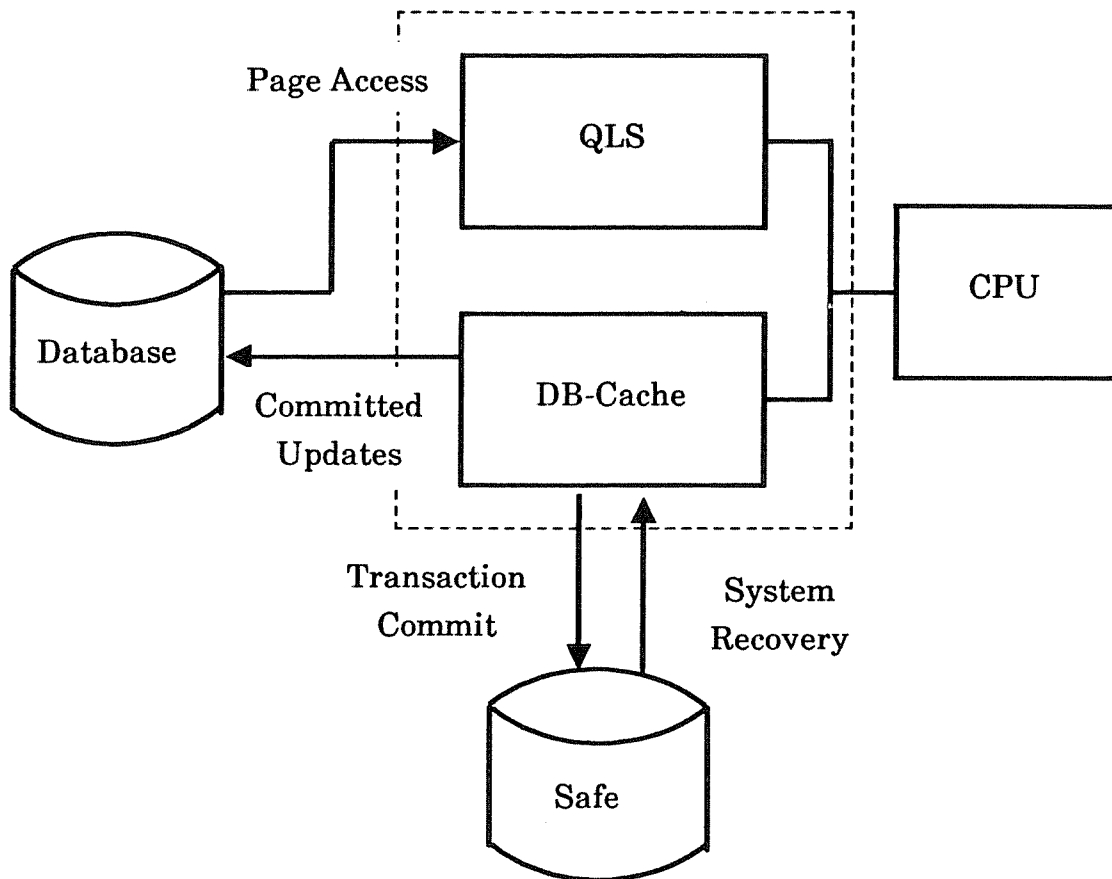 Page Access
QLS
CPU
Database
DB-Cache
Committed
Updates
Transaction
Commit
System
Recovery
Safe